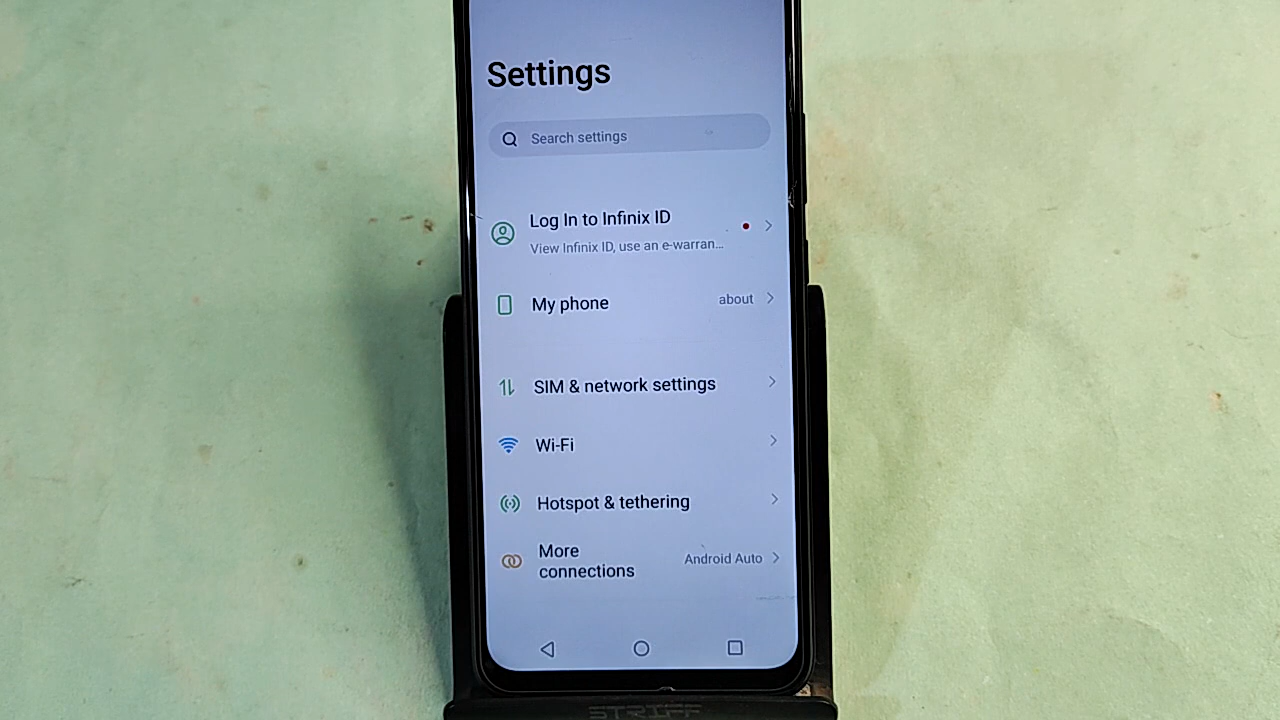 Settings
Search settings
Log In to Infinix ID
View Infinix ID, use an e-warran...
My phone
about
SIM & network settings
Wi-Fi
Hotspot & tethering
More
connections
Android Auto
STRIFF